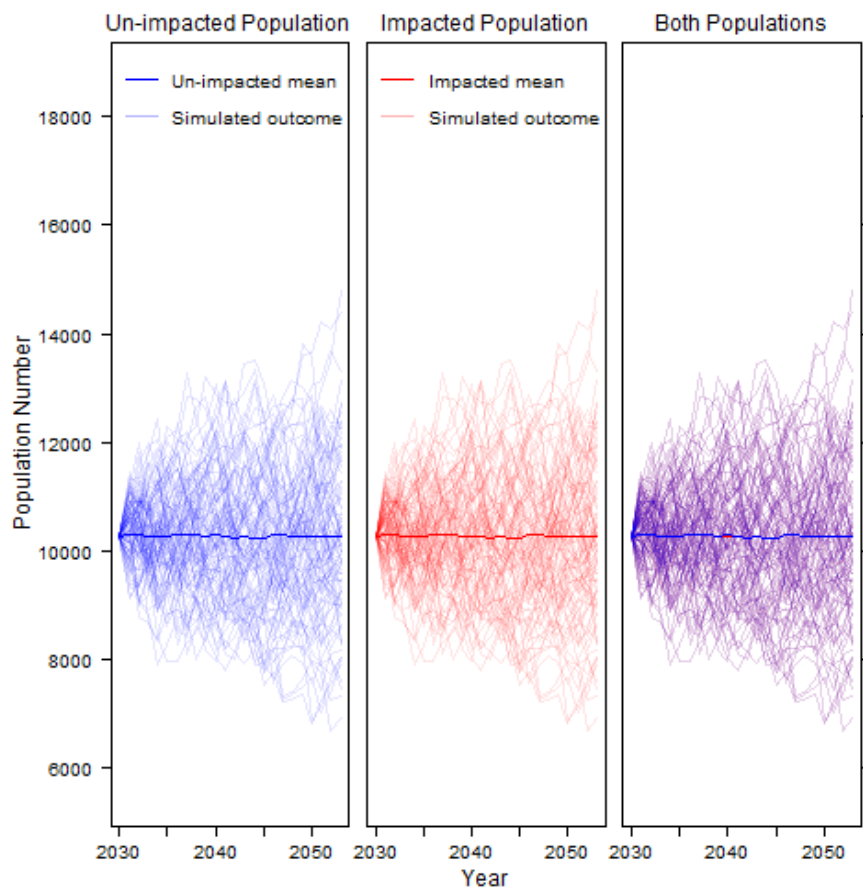 Un-impacted Population
Impacted Population
Both Populations
Un-impacted mean
Simulated outcome
Impacted mean
Simulated outcome
Population Number
18000
16000
14000
12000
10000
8000
6000
2030
2040
2050
2030
2040
2050
2030
2040
2050
Year